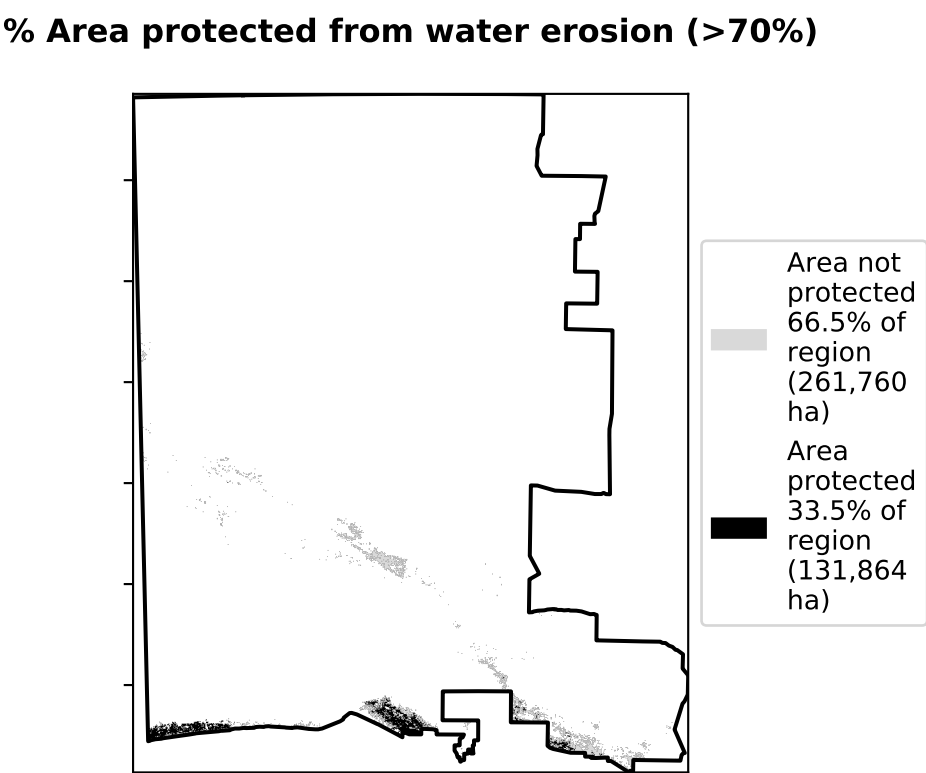 % Area protected from water erosion (>70%)
Area not
protected
66.5% of
region
(261,760
ha)
Area
protected
33.5% of
region
(131,864
ha)